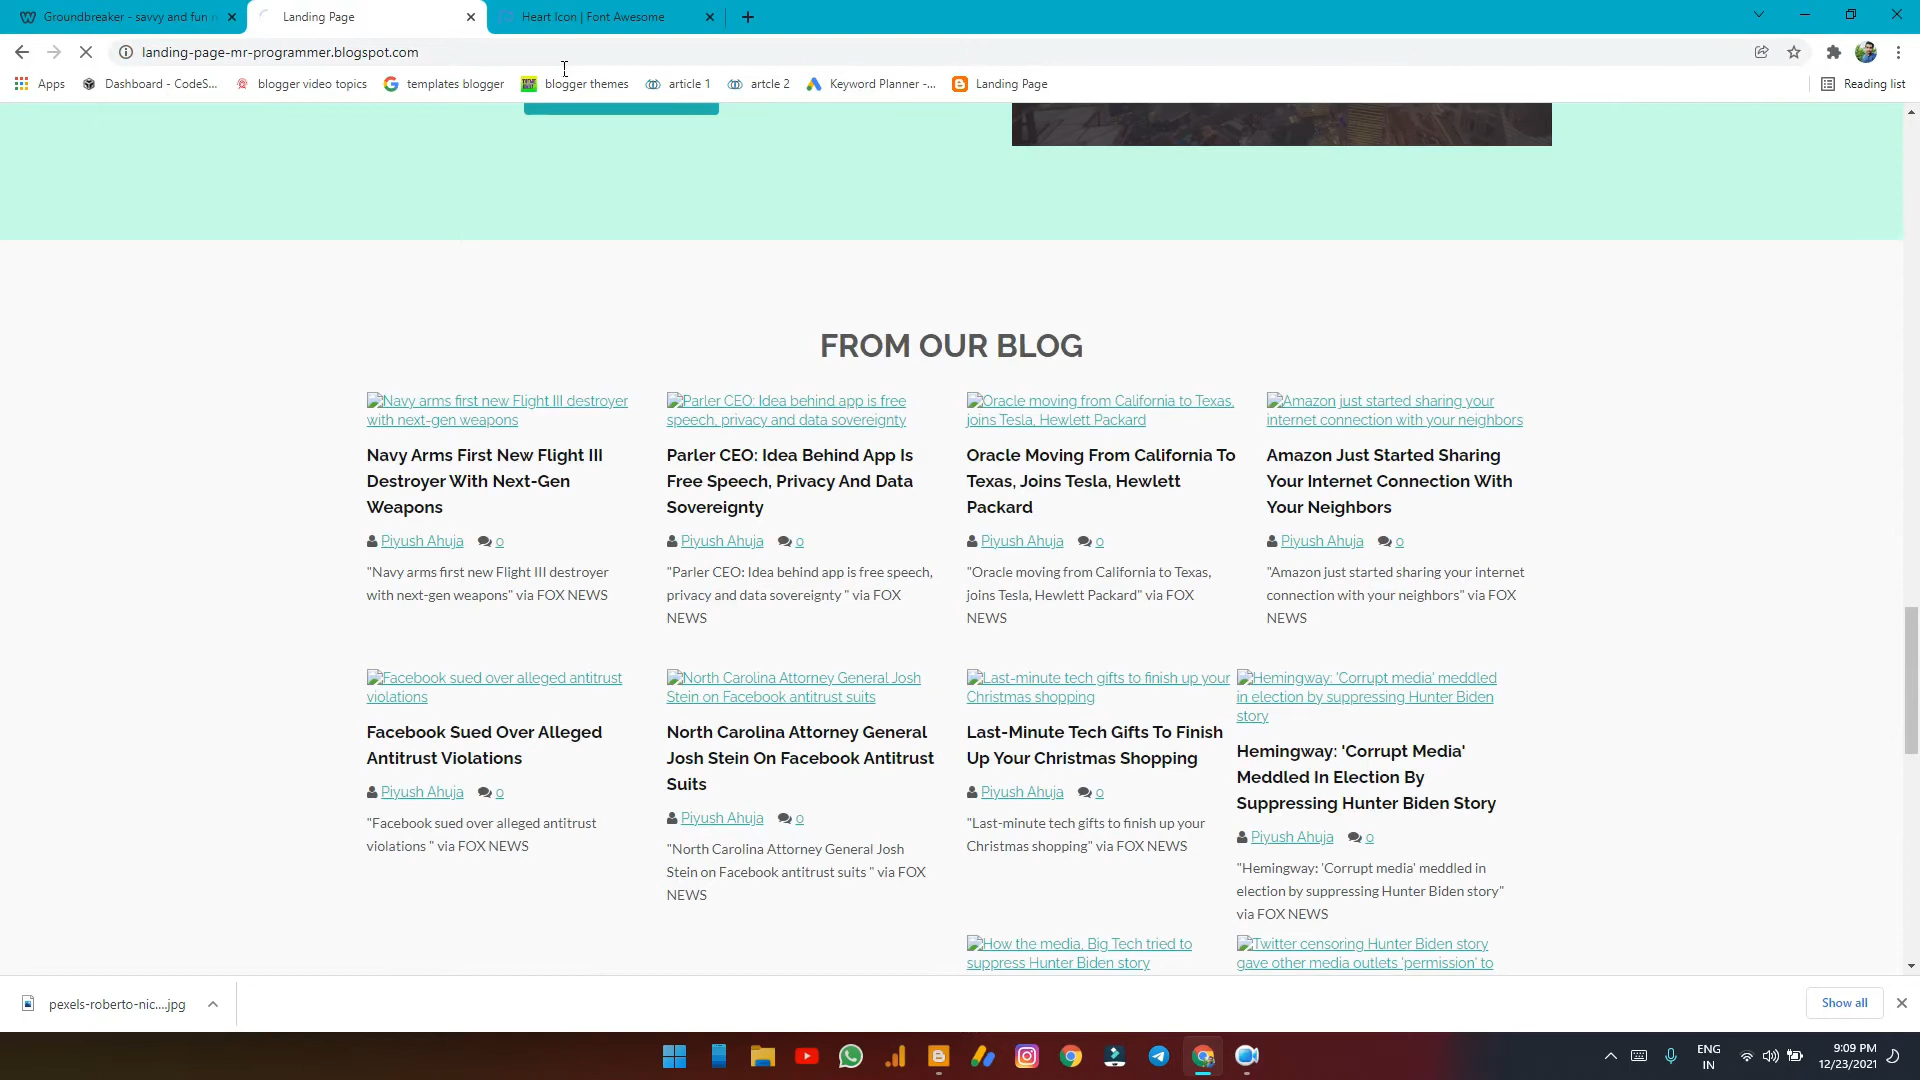 Groundbreaker - savvy and fun
Landing Page
Heart Icon | Font Awesome
landing-page-mr-programmer.blogspot.com
Apps
Dashboard - CodeS...
blogger video topics
templates blogger
blogger themes
article 1
artcle 2
Keyword Planner -...
Landing Page
Reading list
FROM OUR BLOG
Navy arms first new Flight III destroyer
with next-gen weapons
Navy Arms First New Flight III
Destroyer With Next-Gen
Weapons
Piyush Ahuja 0
"Navy arms first new Flight III destroyer
with next-gen weapons" via FOX NEWS
Parler CEO: Idea behind app is free
speech, privacy and data sovereignty
Parler CEO: Idea Behind App Is
Free Speech, Privacy And Data
Sovereignty
Piyush Ahuja 0
"Parler CEO: Idea behind app is free speech,
privacy and data sovereignty " via FOX
NEWS
Oracle moving from California to Texas,
joins Tesla, Hewlett Packard
Oracle Moving From California To
Texas, Joins Tesla, Hewlett
Packard
Piyush Ahuja 0
"Oracle moving from California to Texas,
joins Tesla, Hewlett Packard" via FOX
NEWS
Amazon just started sharing your
internet connection with your neighbors
Amazon Just Started Sharing
Your Internet Connection With
Your Neighbors
Piyush Ahuja 0
"Amazon just started sharing your internet
connection with your neighbors" via FOX
NEWS
Facebook sued over alleged antitrust
violations
Facebook Sued Over Alleged
Antitrust Violations
Piyush Ahuja 0
"Facebook sued over alleged antitrust
violations " via FOX NEWS
North Carolina Attorney General Josh
Stein on Facebook antitrust suits
North Carolina Attorney General
Josh Stein On Facebook Antitrust
Suits
Piyush Ahuja 0
"North Carolina Attorney General Josh
Stein on Facebook antitrust suits " via FOX
NEWS
Last-minute tech gifts to finish up your
Christmas shopping
Last-Minute Tech Gifts To Finish
Up Your Christmas Shopping
Piyush Ahuja 0
"Last-minute tech gifts to finish up your
Christmas shopping" via FOX NEWS
Hemingway: 'Corrupt media' meddled
in election by suppressing Hunter Biden
story
Hemingway: 'Corrupt Media'
Meddled In Election By
Suppressing Hunter Biden Story
Piyush Ahuja 0
"Hemingway: 'Corrupt media' meddled in
election by suppressing Hunter Biden story"
via FOX NEWS
How the media, Big Tech tried to
suppress Hunter Biden story
Twitter censoring Hunter Biden story
gave other media outlets 'permission' to
pexels-roberto-nic....jpg
Show all
ENG
IN
9:09 PM
12/23/2021